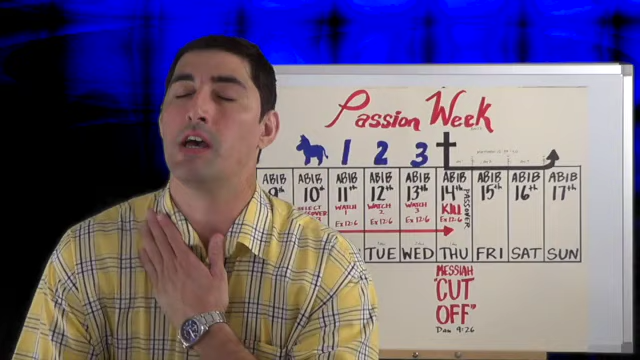 Passion Week
1 2 3
ABIB ABIB ABIB ABIB ABIB ABIB ABIB ABIB ABIB
9th 10th 11th 12th 13th 14th 15th 16th 17th
SELECT WATCH WATCH WATCH KILL PASSOVER
1 2 3
Ex 12:6 Ex 12:6 Ex 12:6 Ex 12:6
TUE WED THU FRI SAT SUN
MESSIAH
"CUT
OFF"
Dan 9:26